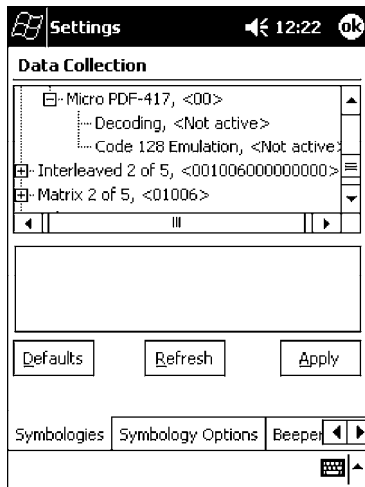 Settings 12:22 ok
Data Collection
Micro PDF-417, <00>
Decoding, <Not active>
Code 128 Emulation, <Not active>
Interleaved 2 of 5, <001006000000000>
Matrix 2 of 5, <01006>
Defaults Refresh Apply
Symbologies Symbology Options Beeper